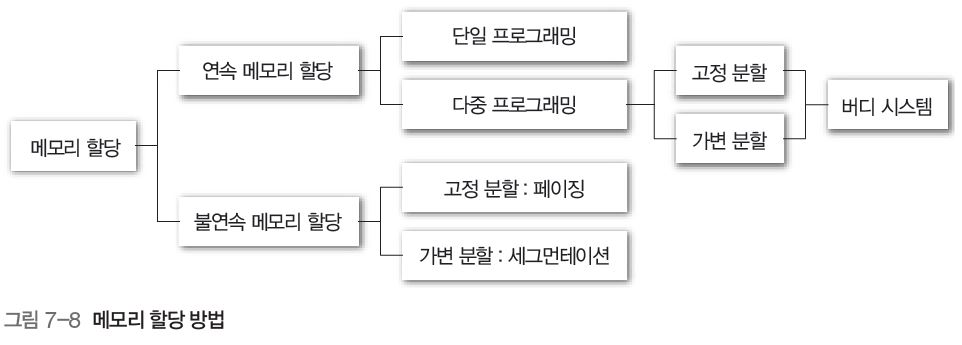 메모리 할당
연속 메모리 할당
단일 프로그래밍
다중 프로그래밍
고정 분할
가변 분할
버디 시스템
불연속 메모리 할당
고정 분할 : 페이징
가변 분할 : 세그먼테이션
그림 7-8 메모리 할당 방법